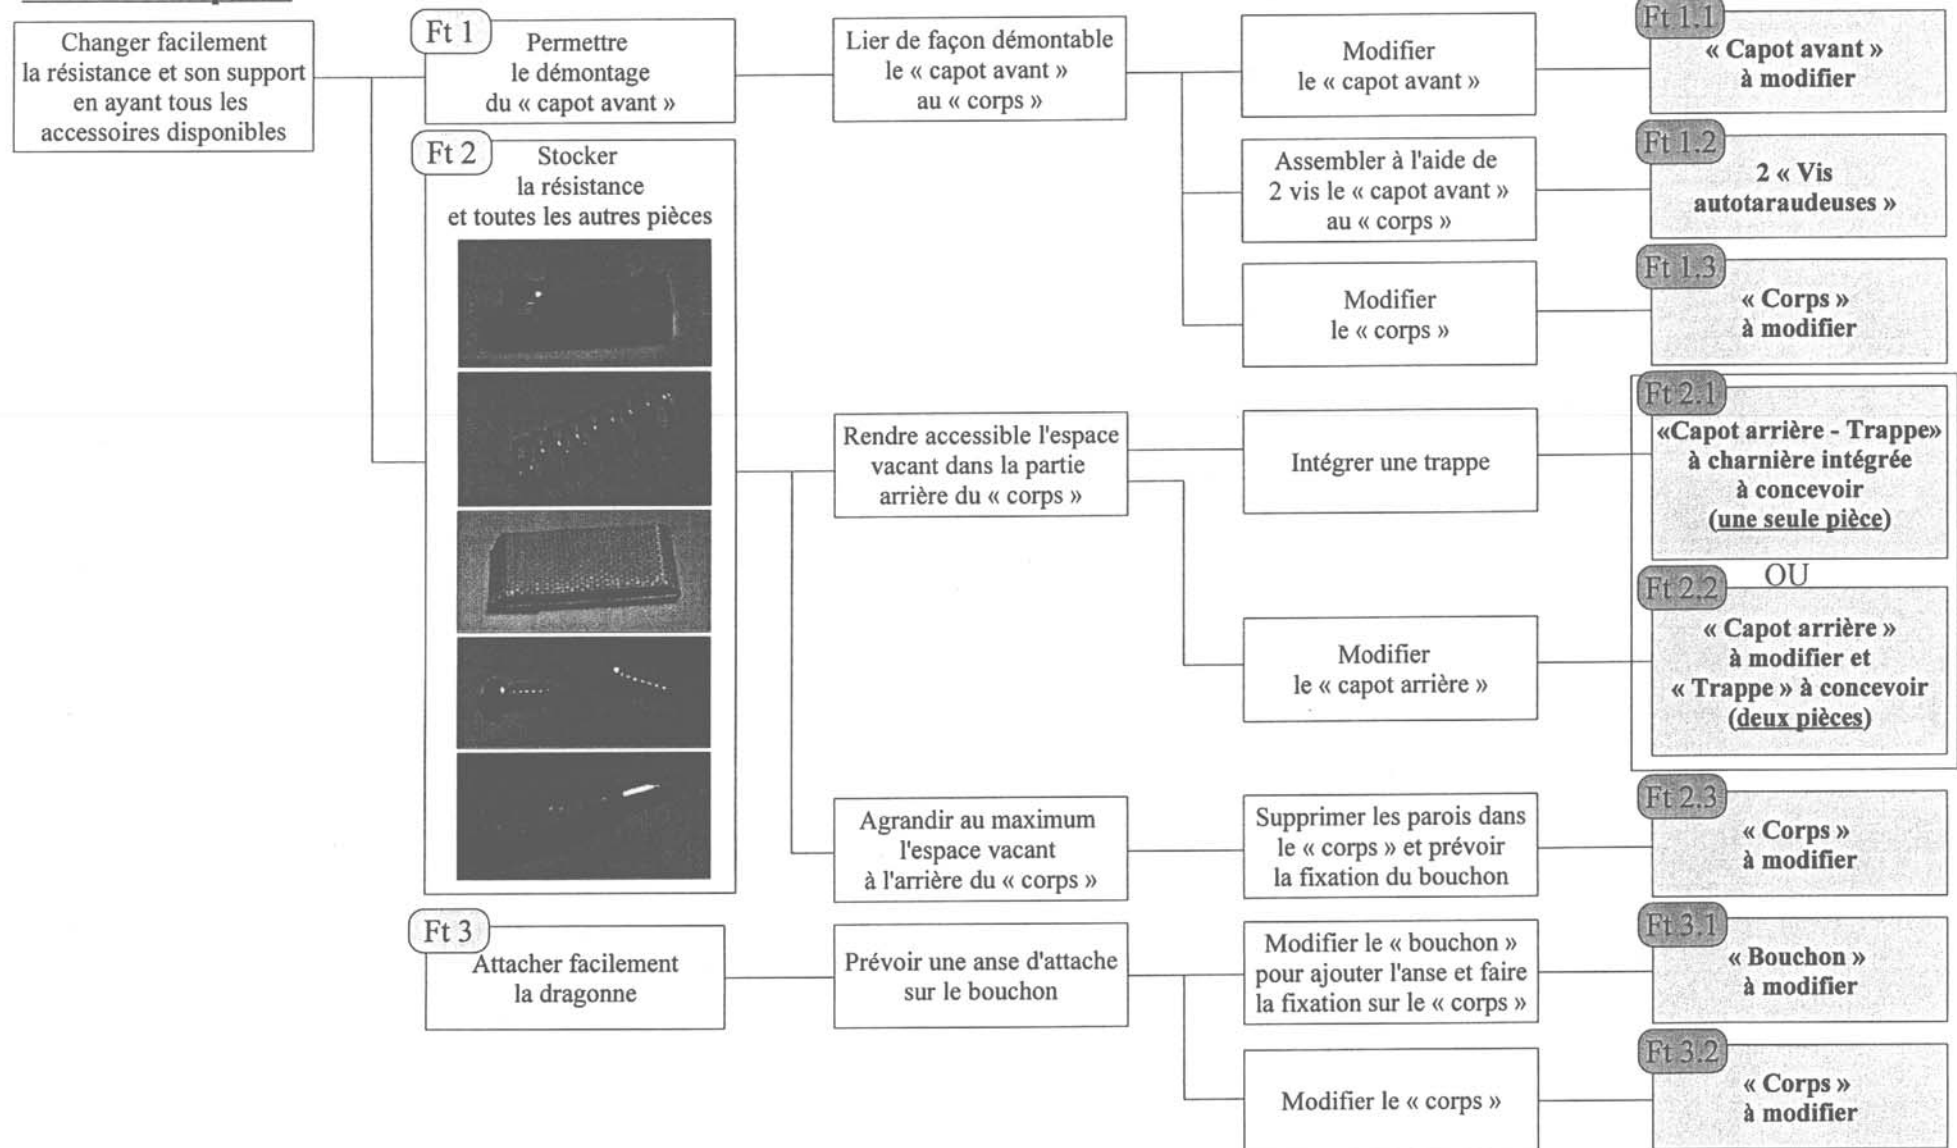 Changer facilement
la résistance et son support
en ayant tous les
accessoires disponibles
Ft 1
Permettre
le démontage
du « capot avant »
Lier de façon démontable
le « capot avant »
au « corps »
Modifier
le « capot avant »
Ft 1.1
« Capot avant »
à modifier
Assembler à l'aide de
2 vis le « capot avant »
au « corps »
Ft 1.2
2 « Vis
autotaraudeuses »
Modifier
le « corps »
Ft 1.3
« Corps »
à modifier
Ft 2
Stocker
la résistance
et toutes les autres pièces
Rendre accessible l'espace
vacant dans la partie
arrière du « corps »
Intégrer une trappe
Ft 2.1
«Capot arrière - Trappe»
à charnière intégrée
à concevoir
(une seule pièce)
OU
Modifier
le « capot arrière »
Ft 2.2
« Capot arrière »
à modifier et
« Trappe » à concevoir
(deux pièces)
Agrandir au maximum
l'espace vacant
à l'arrière du « corps »
Supprimer les parois dans
le « corps » et prévoir
la fixation du bouchon
Ft 2.3
« Corps »
à modifier
Ft 3
Attacher facilement
la dragonne
Prévoir une anse d'attache
sur le bouchon
Modifier le « bouchon »
pour ajouter l'anse et faire
la fixation sur le « corps »
Ft 3.1
« Bouchon »
à modifier
Modifier le « corps »
Ft 3.2
« Corps »
à modifier